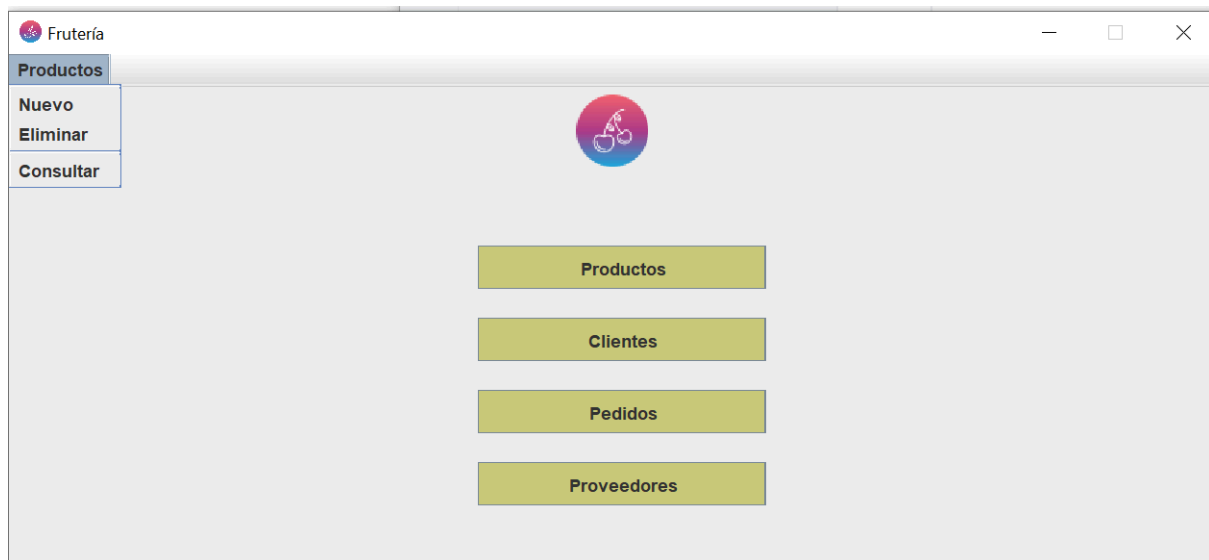 Frutería
Productos
Nuevo
Eliminar
Consultar
Productos
Clientes
Pedidos
Proveedores